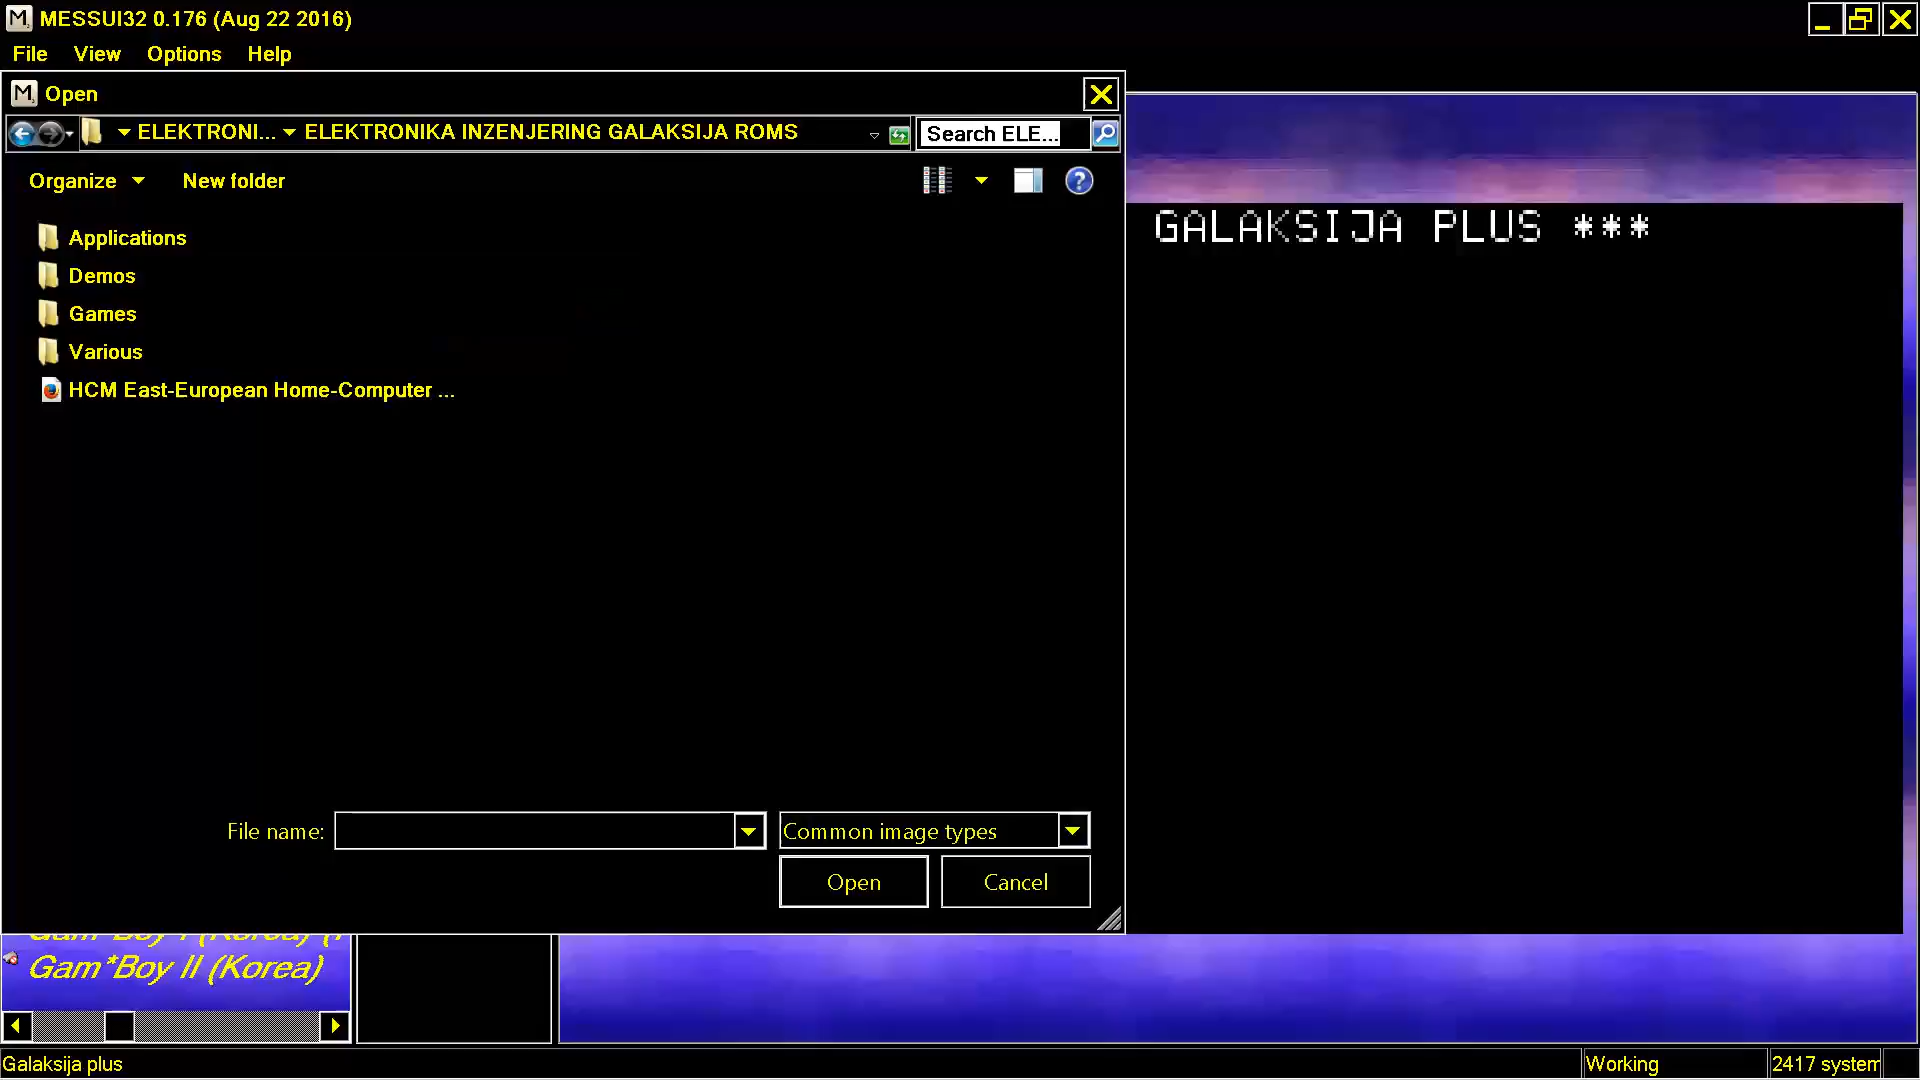 MESSUI32 0.176 (Aug 22 2016)
File View Options Help
Open
ELEKTRONI... ELEKTRONIKA INZENJERING GALAKSIJA ROMS Search ELE...
Organize New folder
GALAKSIJA PLUS ***
Applications
Demos
Games
Various
HCM East-European Home-Computer ...
File name: Common image types
Open Cancel
Gam*Boy II (Korea)
Galaksija plus Working 2417 system